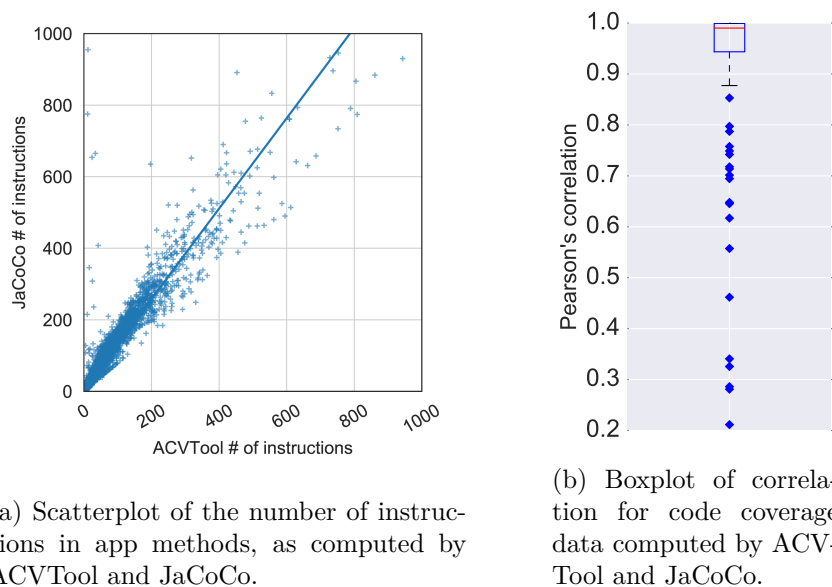 1000
800
600
400
200
0
0
200
400
600
800
1000
JaCoCo # of instructions
ACVTool # of instructions
a) Scatterplot of the number of instruc-
ions in app methods, as computed by
ACVTool and JaCoCo.
1.0
0.9
0.8
0.7
0.6
0.5
0.4
0.3
0.2
Pearson's correlation
(b) Boxplot of correla-
tion for code coverage
data computed by ACV-
Tool and JaCoCo.